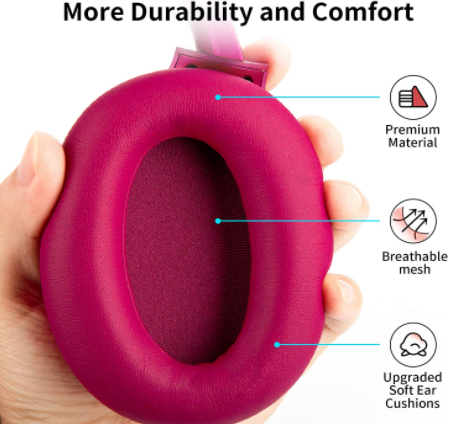 More Durability and Comfort
Premium
Material
Breathable
mesh
Upgraded
Soft Ear
Cushions